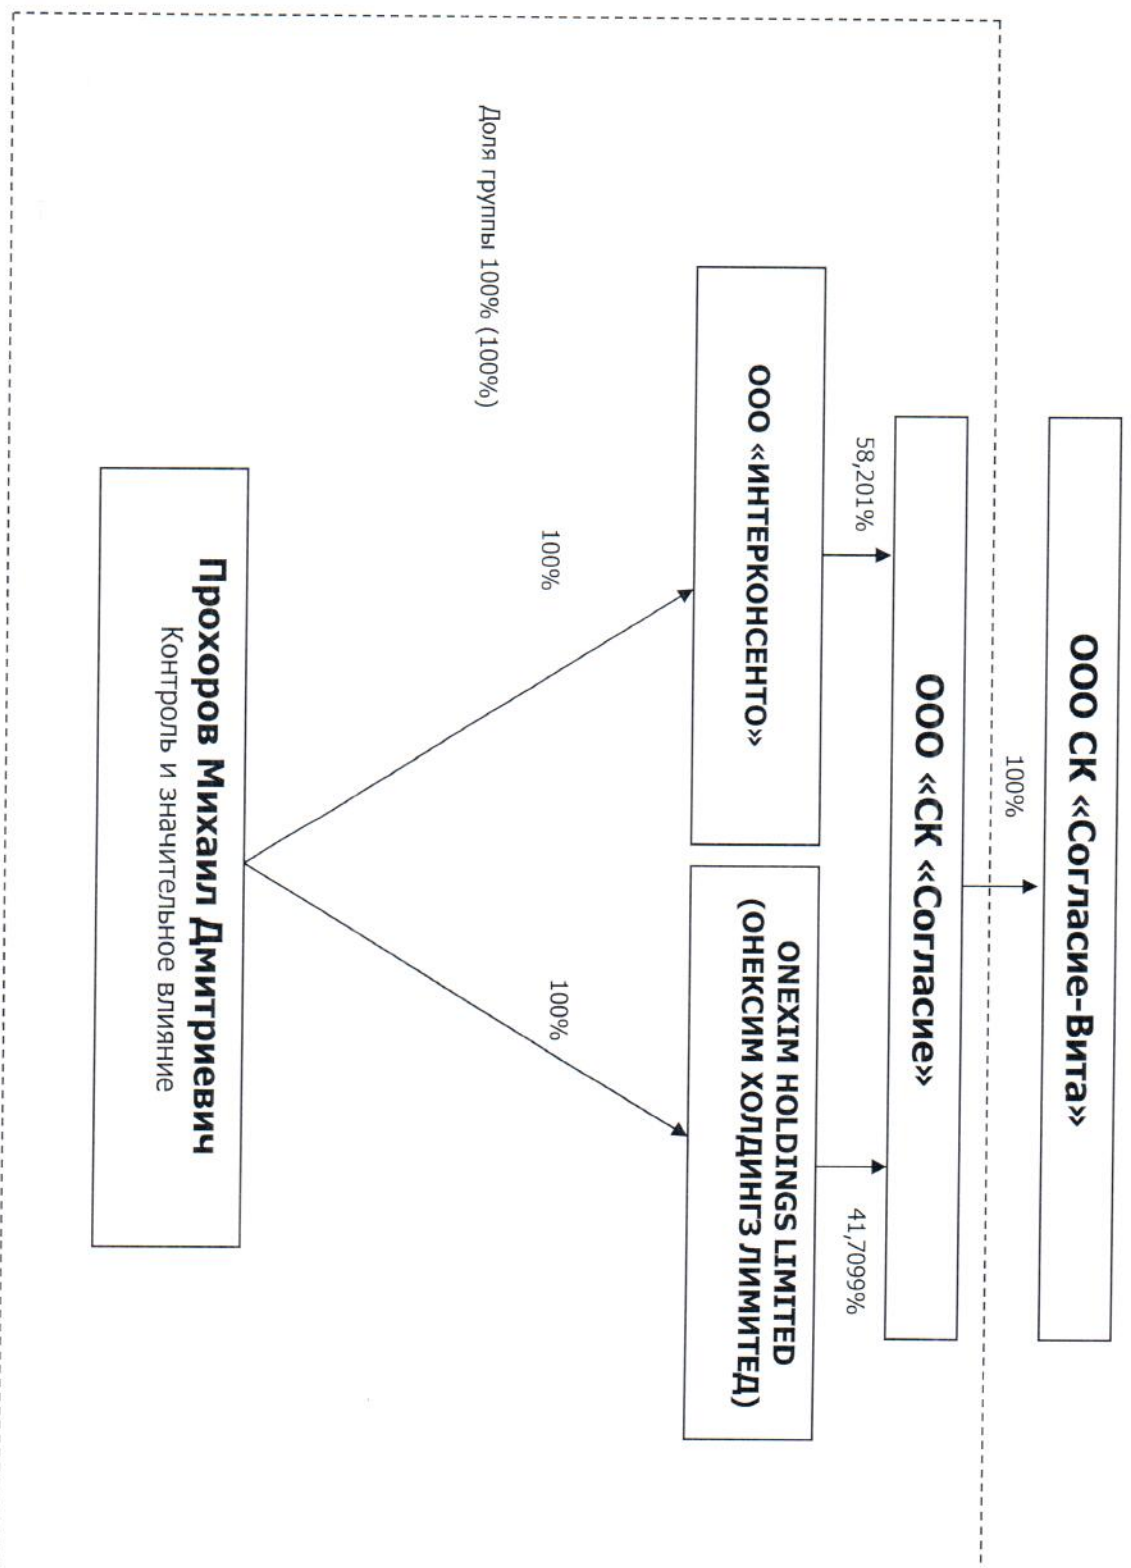 ООО СК «Согласие-Вита»
100%
ООО «СК «Согласие»
58,201%
41,7099%
ООО «ИНТЕРКОНСЕНТО»
ONEXIM HOLDINGS LIMITED
(ОНЕКСИМ ХОЛДИНГЗ ЛИМИТЕД)
100%
100%
Доля группы 100% (100%)
Прохоров Михаил Дмитриевич
Контроль и значительное влияние